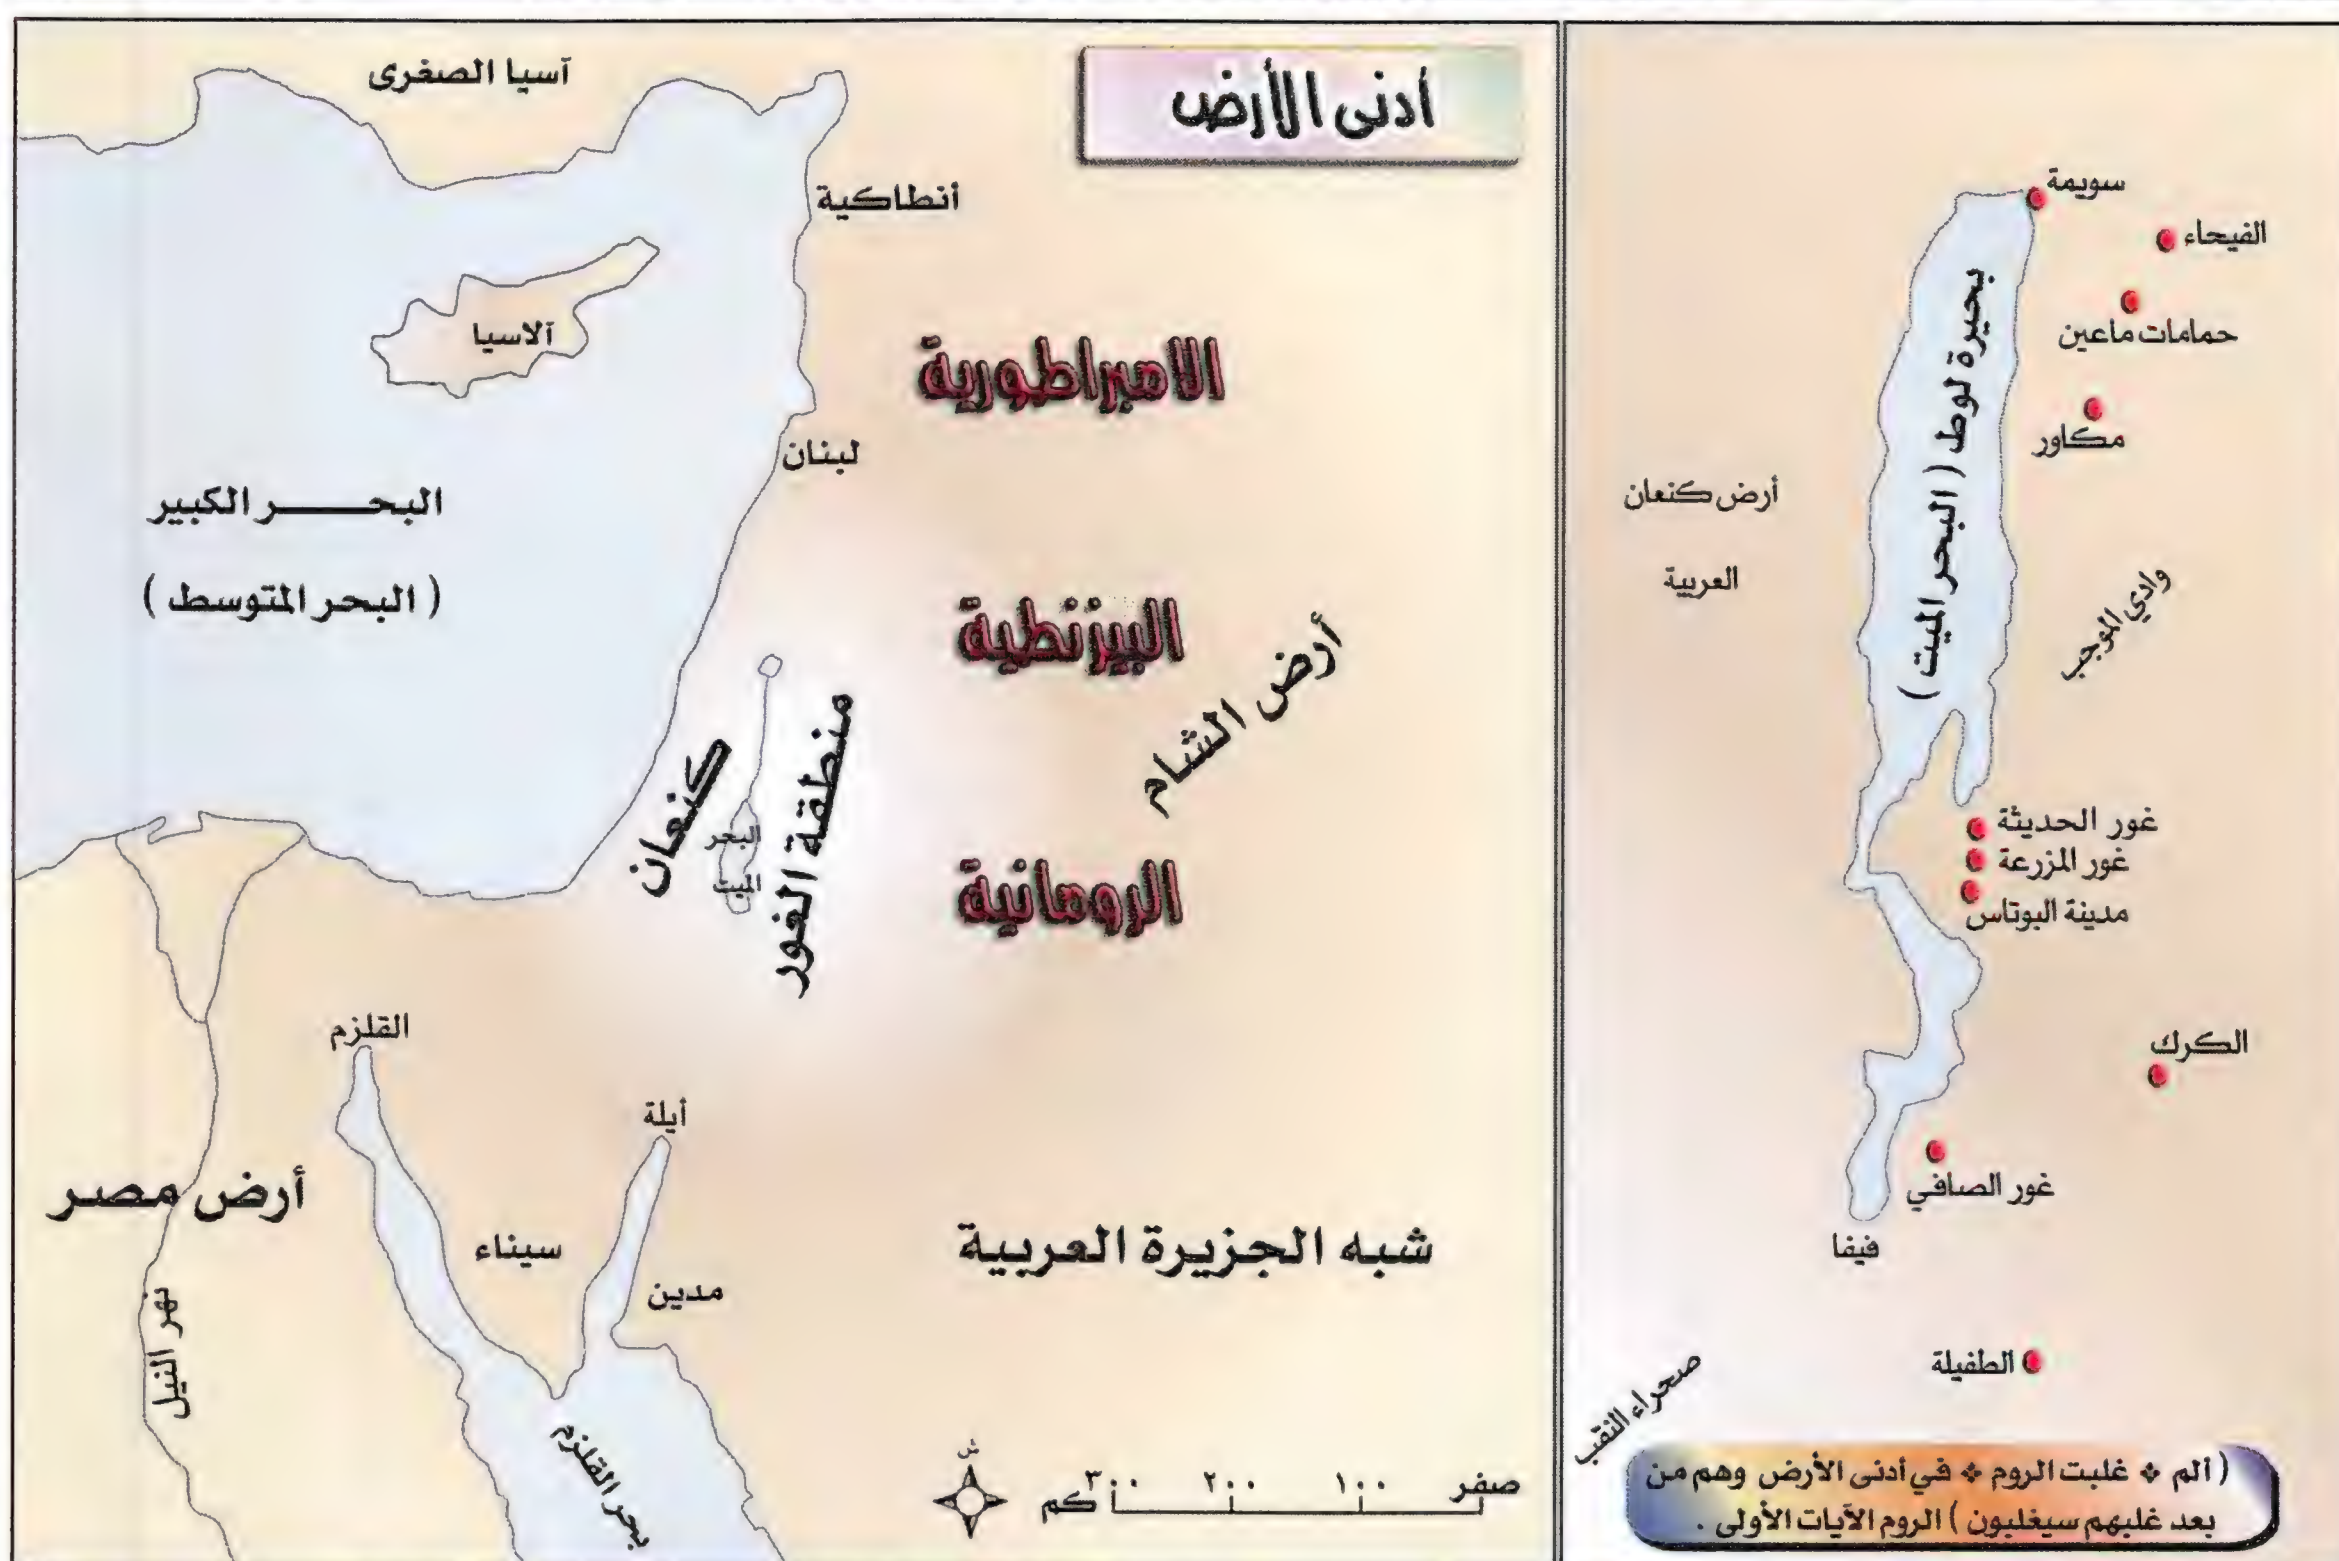 أدنى الأرض
آسيا الصغرى
أنطاكية
آلاسيا
الامبراطورية
لبنان
البحـــــر الكبير
( البحر المتوسط )
البيزنطية
أرض الشام
منطقة الغور
كنعان
البحر
الميت
الرومانية
القلزم
أيلة
أرض مصر
سيناء
شبه الجزيرة العربية
مدين
نهر النيل
بحر القلزم
ش
صفر ١٠٠ ٢٠٠ ٣٠٠ كم
سويمة
الفيحاء
حمامات ماعين
بحيرة لوط ( البحر الميت )
مكاور
أرض كنعان
العربية
وادي الموجب
غور الحديثة
غور المزرعة
مدينة البوتاس
الكرك
غور الصافي
فيفا
الطفيلة
صحراء النقب
( الم ❖ غلبت الروم ❖ في أدنى الأرض وهم من
بعد غلبهم سيغلبون ) الروم الآيات الأولى .